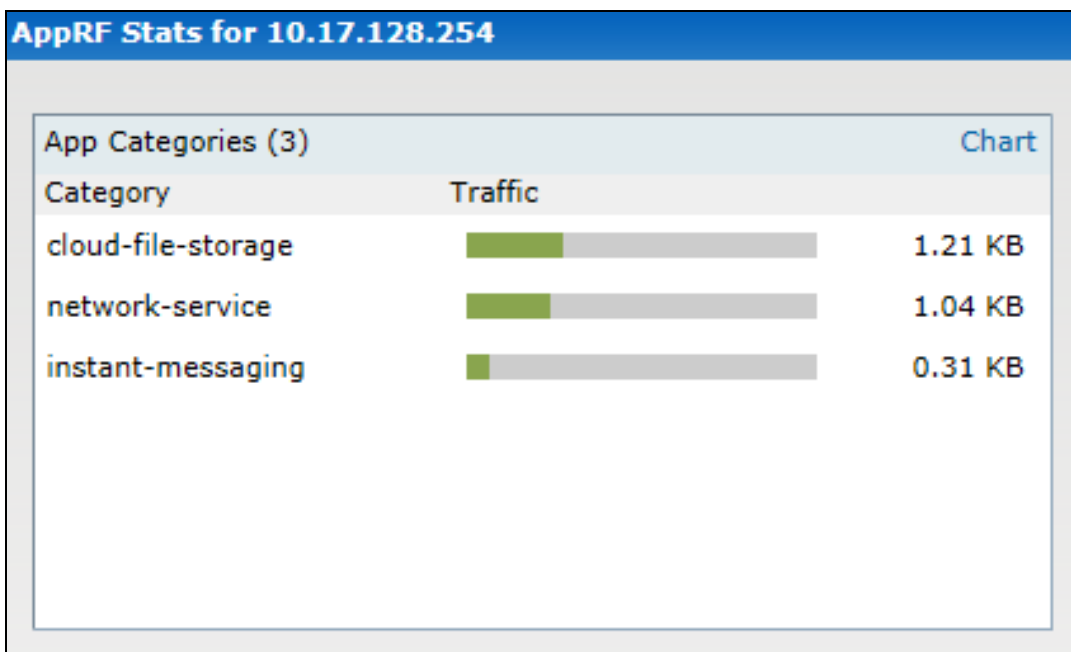 AppRF Stats for 10.17.128.254
App Categories (3) Chart
Category Traffic
cloud-file-storage 1.21 KB
network-service 1.04 KB
instant-messaging 0.31 KB